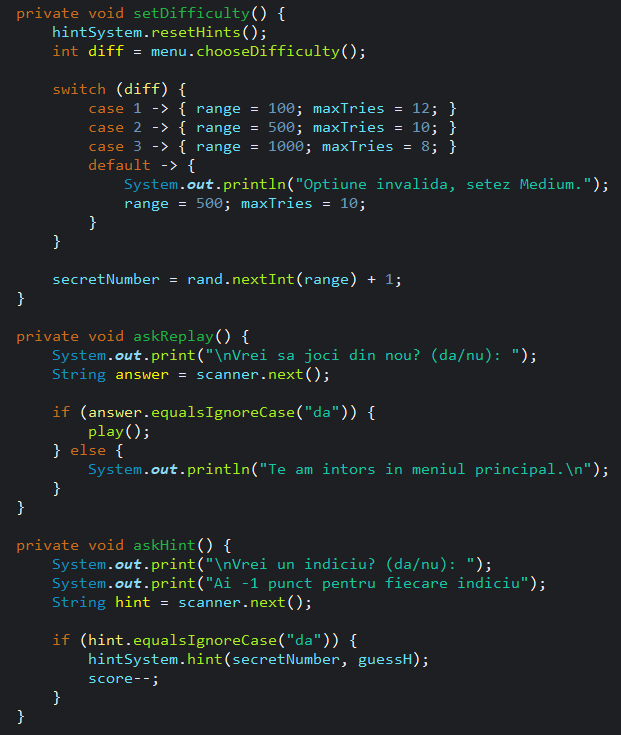 private void setDifficulty() {
    hintSystem.resetHints();
    int diff = menu.chooseDifficulty();

    switch (diff) {
        case 1 -> { range = 100; maxTries = 12; }
        case 2 -> { range = 500; maxTries = 10; }
        case 3 -> { range = 1000; maxTries = 8; }
        default -> {
            System.out.println("Optiune invalida, setez Medium.");
            range = 500; maxTries = 10;
        }
    }

    secretNumber = rand.nextInt(range) + 1;
}

private void askReplay() {
    System.out.print("\nVrei sa joci din nou? (da/nu): ");
    String answer = scanner.next();

    if (answer.equalsIgnoreCase("da")) {
        play();
    } else {
        System.out.println("Te am intors in meniul principal.\n");
    }
}

private void askHint() {
    System.out.print("\nVrei un indiciu? (da/nu): ");
    System.out.print("Ai -1 punct pentru fiecare indiciu");
    String hint = scanner.next();

    if (hint.equalsIgnoreCase("da")) {
        hintSystem.hint(secretNumber, guessH);
        score--;
    }
}